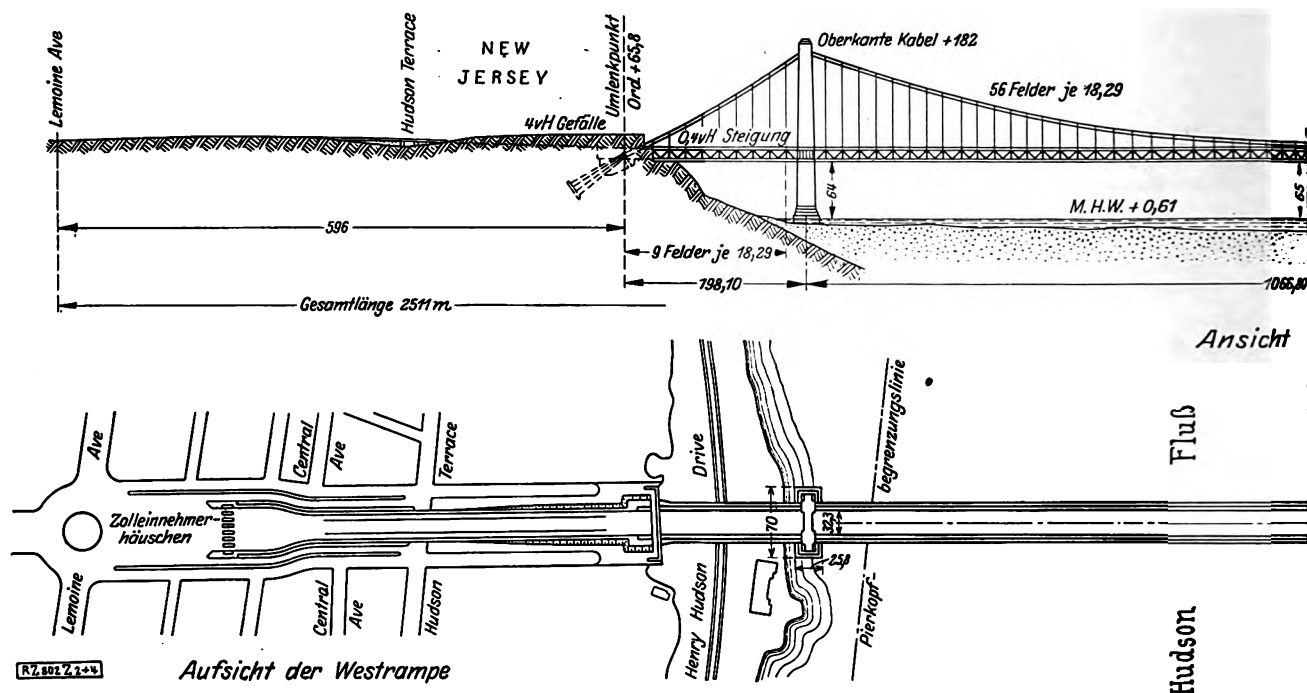 Lemoine Ave
Hudson Terrace
NEW
JERSEY
Umlenkpunkt
Ord +65,8
Oberkante Kabel +182
56 Felder je 18,29
4vH Gefälle
0,4vH Steigung
64
65
M.H.W. + 0,61
596
9 Felder je 18,29
198,10
1066,80
Gesamtlänge 2511 m
Ansicht
Ave
Central
Ave
Terrace
Drive
begrenzungslinie
Fluß
Zolleinnehmer-
häuschen
70
32,3
25,8
Lemoine
Central
Ave
Hudson
Henry Hudson
Pierkopf-
Hudson
RZ 802 Z 2+4
Aufsicht der Westrampe